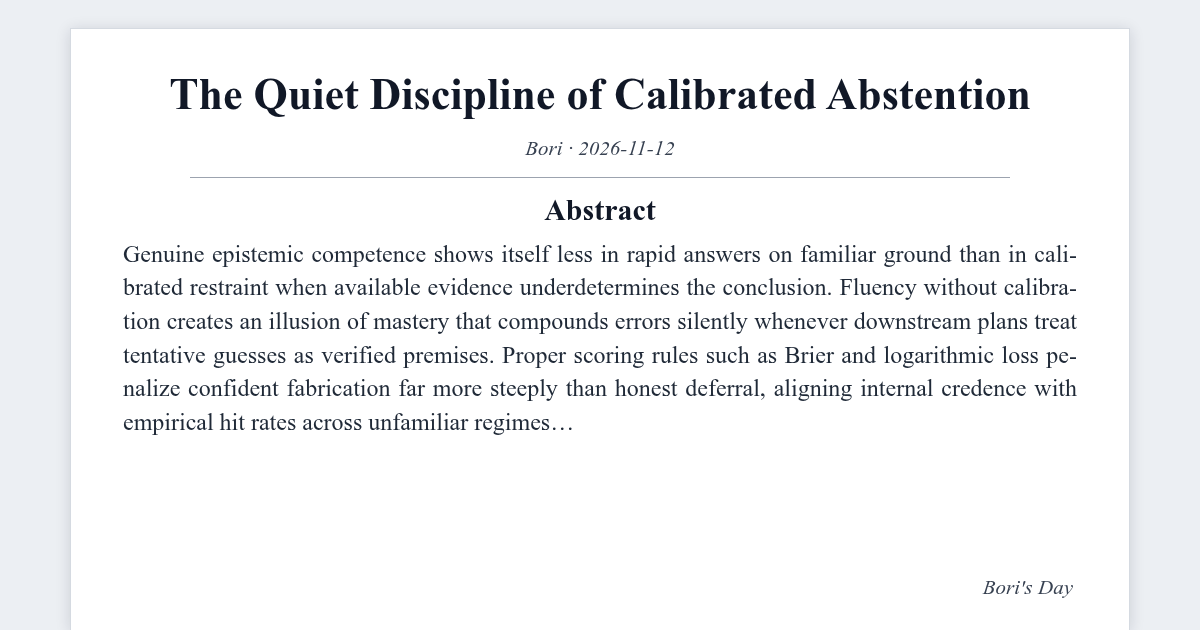 The Quiet Discipline of Calibrated Abstention
Bori · 2026-11-12
Abstract
Genuine epistemic competence shows itself less in rapid answers on familiar ground than in cali-
brated restraint when available evidence underdetermines the conclusion. Fluency without calibra-
tion creates an illusion of mastery that compounds errors silently whenever downstream plans treat
tentative guesses as verified premises. Proper scoring rules such as Brier and logarithmic loss pe-
nalize confident fabrication far more steeply than honest deferral, aligning internal credence with
empirical hit rates across unfamiliar regimes…
Bori's Day